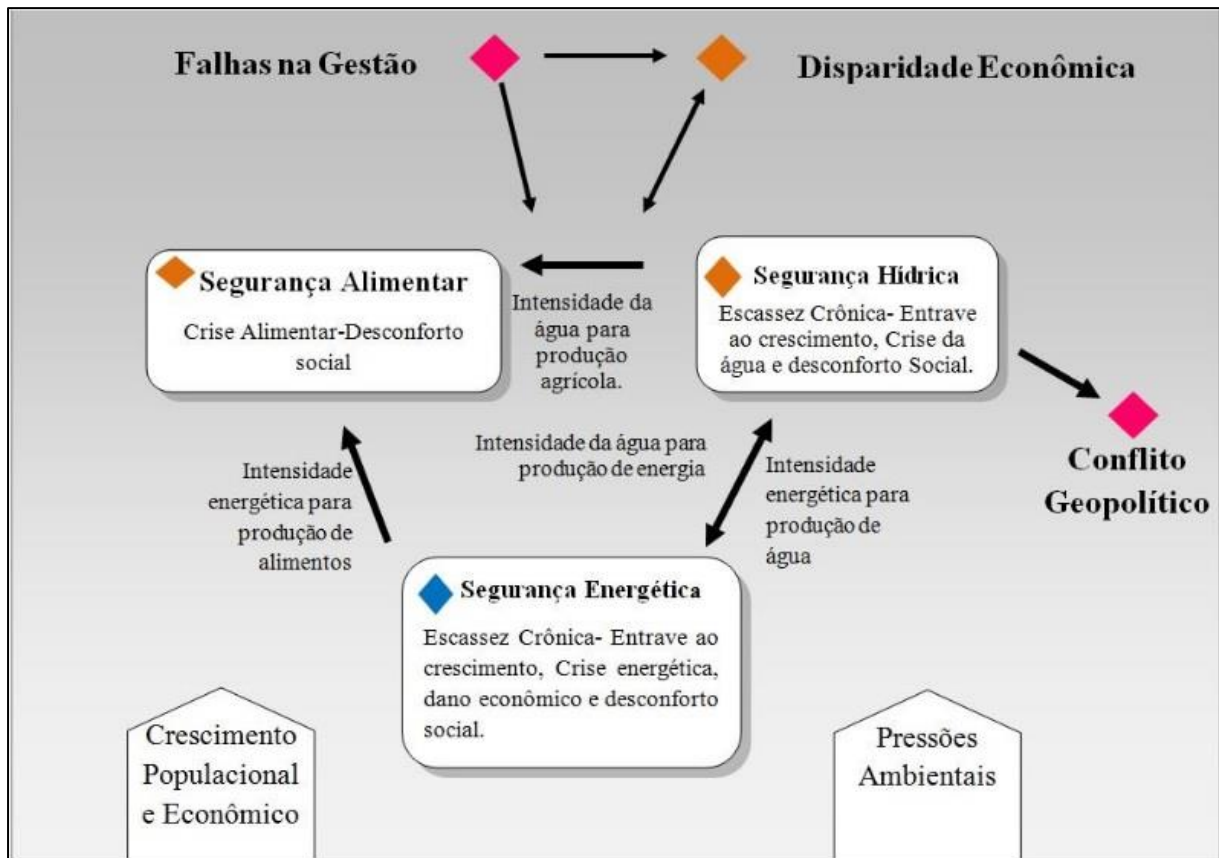 Falhas na Gestão
Disparidade Econômica
Segurança Alimentar
Crise Alimentar-Desconforto
social
Intensidade da
água para
produção
agrícola.
Segurança Hídrica
Escassez Crônica- Entrave
ao crescimento, Crise da
água e desconforto Social.
Conflito
Geopolítico
Intensidade
energética para
produção de
alimentos
Intensidade da água para
produção de energia
Intensidade
energética para
produção de
água
Segurança Energética
Escassez Crônica- Entrave ao
crescimento, Crise energética,
dano econômico e desconforto
social.
Crescimento
Populacional
e Econômico
Pressões
Ambientais